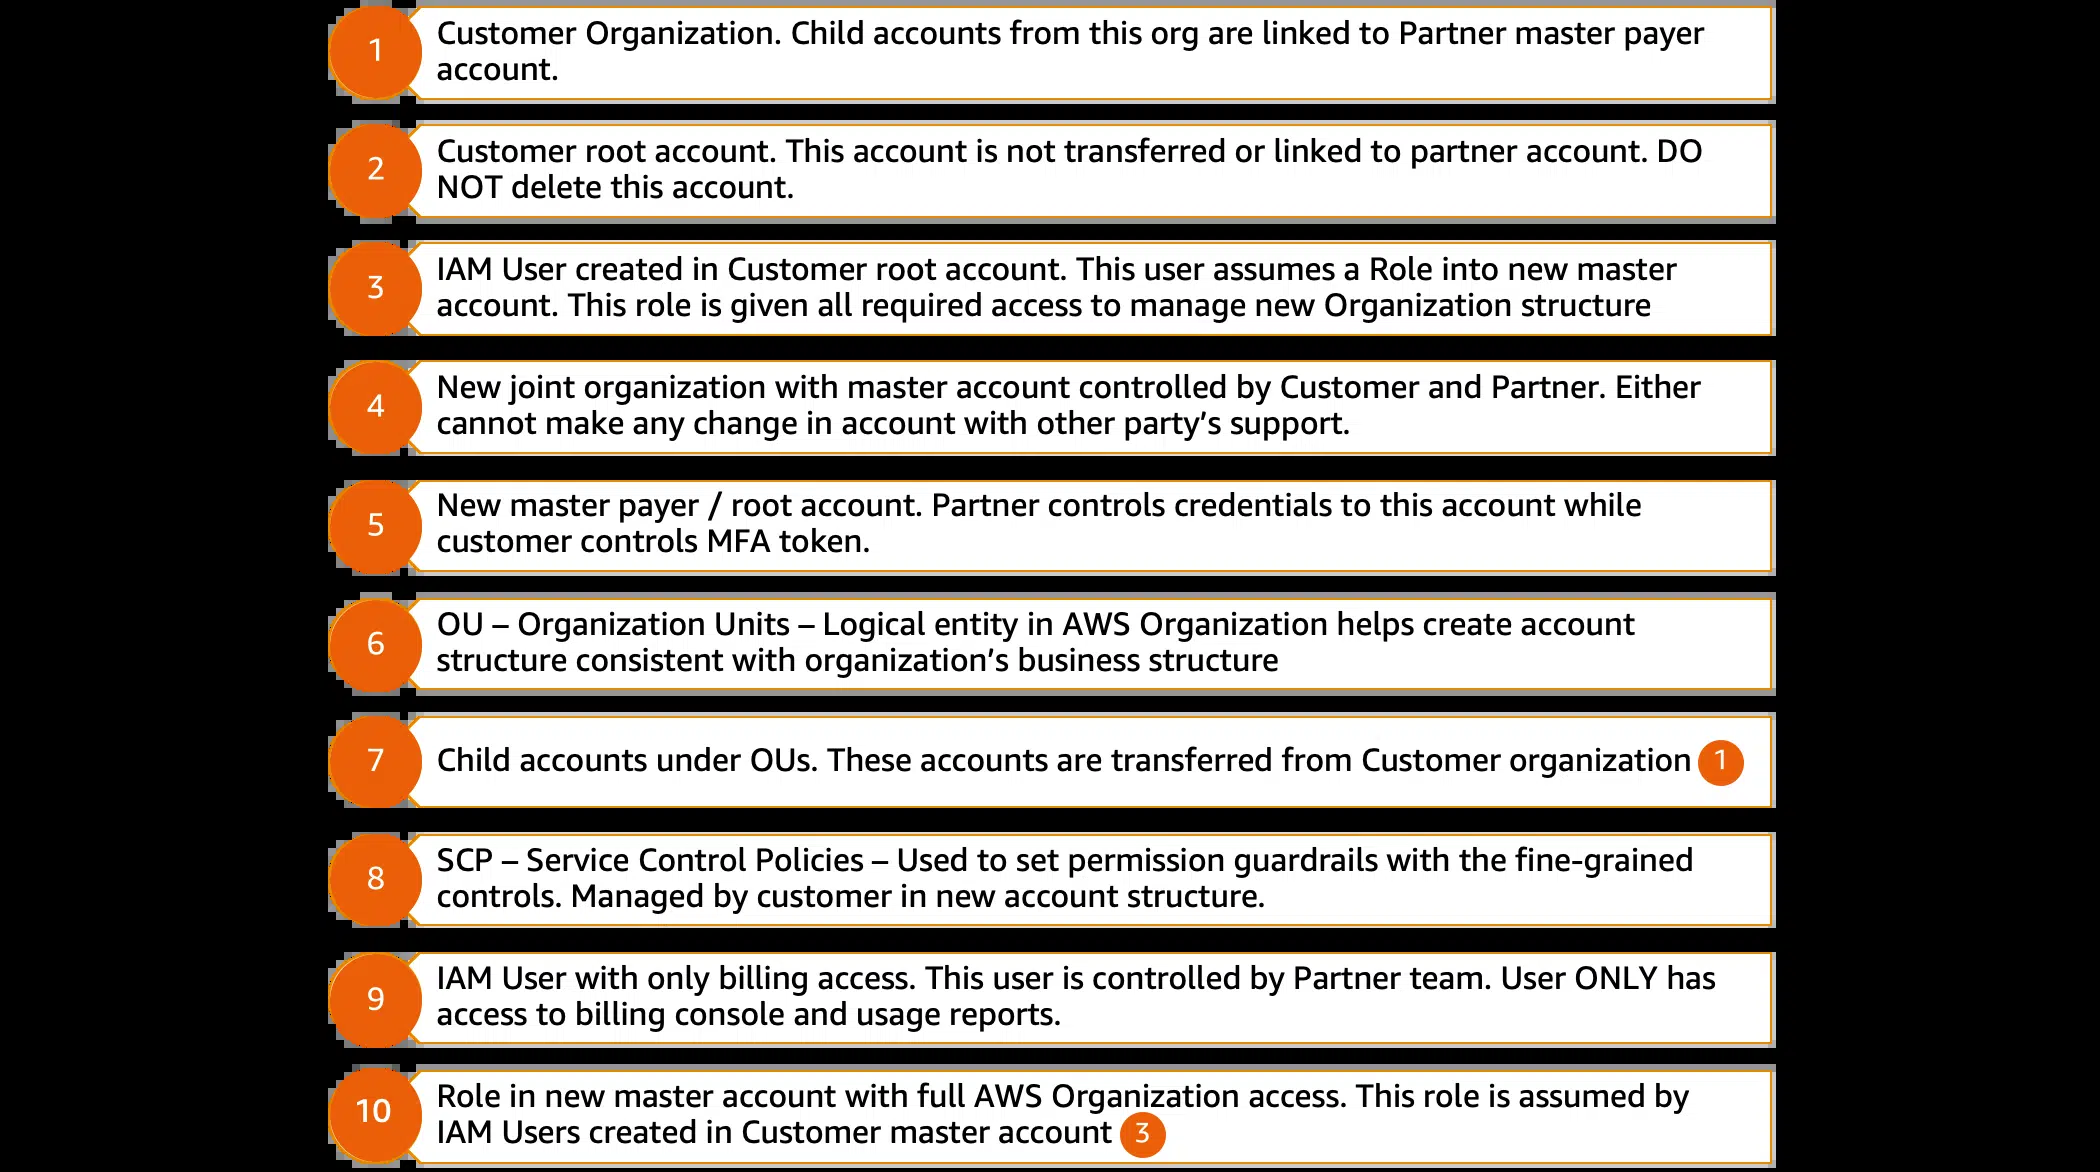 1
Customer Organization. Child accounts from this org are linked to Partner master payer
account.
2
Customer root account. This account is not transferred or linked to partner account. DO
NOT delete this account.
3
IAM User created in Customer root account. This user assumes a Role into new master
account. This role is given all required access to manage new Organization structure
4
New joint organization with master account controlled by Customer and Partner. Either
cannot make any change in account with other party’s support.
5
New master payer / root account. Partner controls credentials to this account while
customer controls MFA token.
6
OU – Organization Units – Logical entity in AWS Organization helps create account
structure consistent with organization’s business structure
7
Child accounts under OUs. These accounts are transferred from Customer organization 1
8
SCP – Service Control Policies – Used to set permission guardrails with the fine-grained
controls. Managed by customer in new account structure.
9
IAM User with only billing access. This user is controlled by Partner team. User ONLY has
access to billing console and usage reports.
10
Role in new master account with full AWS Organization access. This role is assumed by
IAM Users created in Customer master account 3